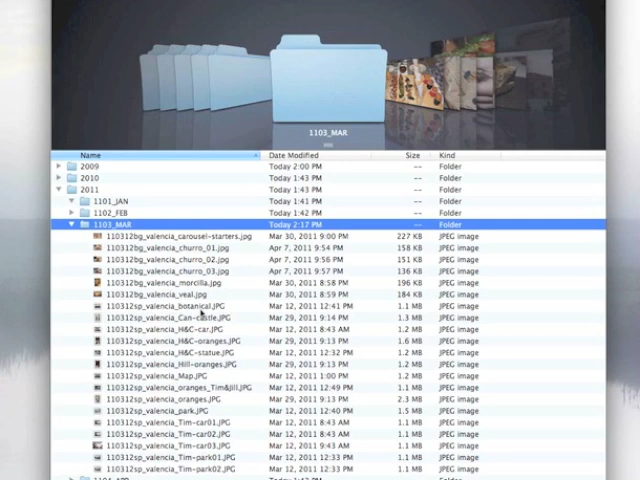 1103_MAR
Name Date Modified Size Kind
2009 Today 2:00 PM -- Folder
2010 Today 1:43 PM -- Folder
2011 Today 1:43 PM -- Folder
1101_JAN Today 1:41 PM -- Folder
1102_FEB Today 1:42 PM -- Folder
1103_MAR Today 2:17 PM -- Folder
110312bg_valencia_carousel-starters.jpg Mar 30, 2011 9:00 PM 227 KB JPEG image
110312bg_valencia_churro_01.jpg Apr 7, 2011 9:54 PM 158 KB JPEG image
110312bg_valencia_churro_02.jpg Apr 7, 2011 9:56 PM 151 KB JPEG image
110312bg_valencia_churro_03.jpg Apr 7, 2011 9:57 PM 136 KB JPEG image
110312bg_valencia_morcilla.jpg Mar 30, 2011 8:58 PM 196 KB JPEG image
110312bg_valencia_veal.jpg Mar 30, 2011 8:59 PM 184 KB JPEG image
110312sp_valencia_botanical.JPG Mar 12, 2011 12:41 PM 1.1 MB JPEG image
110312sp_valencia_Can-castle.JPG Mar 29, 2011 9:14 PM 1.3 MB JPEG image
110312sp_valencia_H&C-car.JPG Mar 12, 2011 8:43 AM 1.2 MB JPEG image
110312sp_valencia_H&C-oranges.JPG Mar 29, 2011 9:13 PM 1.6 MB JPEG image
110312sp_valencia_H&C-statue.JPG Mar 12, 2011 12:32 PM 1.2 MB JPEG image
110312sp_valencia_Hill-oranges.JPG Mar 29, 2011 9:12 PM 1.2 MB JPEG image
110312sp_valencia_Map.JPG Mar 12, 2011 1:00 PM 1.2 MB JPEG image
110312sp_valencia_oranges_Tim&Jill.JPG Mar 12, 2011 12:49 PM 1.1 MB JPEG image
110312sp_valencia_oranges.JPG Mar 29, 2011 9:13 PM 2.3 MB JPEG image
110312sp_valencia_park.JPG Mar 12, 2011 12:40 PM 1.5 MB JPEG image
110312sp_valencia_Tim-car01.JPG Mar 12, 2011 8:43 AM 1.1 MB JPEG image
110312sp_valencia_Tim-car02.JPG Mar 12, 2011 8:43 AM 1.1 MB JPEG image
110312sp_valencia_Tim-car03.JPG Mar 12, 2011 9:43 AM 1.1 MB JPEG image
110312sp_valencia_Tim-park01.JPG Mar 12, 2011 12:33 PM 1.1 MB JPEG image
110312sp_valencia_Tim-park02.JPG Mar 12, 2011 12:33 PM 1.1 MB JPEG image